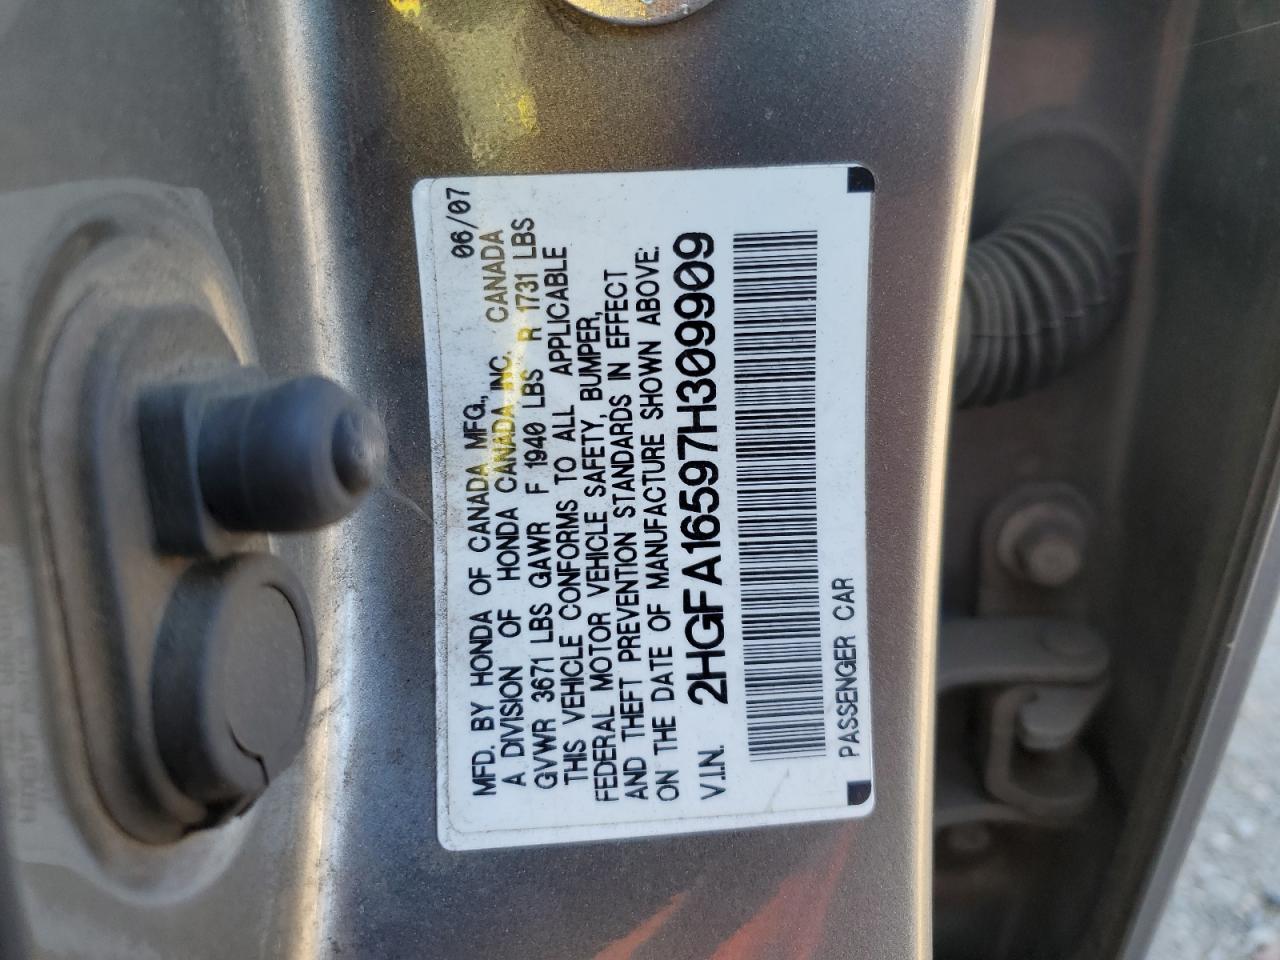 MFD. BY HONDA OF CANADA MFG., 06/07
A DIVISION OF HONDA CANADA INC. CANADA
GVWR 3671 LBS GAWR F 1940 LBS R 1731 LBS
THIS VEHICLE CONFORMS TO ALL APPLICABLE
FEDERAL MOTOR VEHICLE SAFETY, BUMPER,
AND THEFT PREVENTION STANDARDS IN EFFECT
ON THE DATE OF MANUFACTURE SHOWN ABOVE.
V.I.N. 2HGFA16597H309909
PASSENGER CAR